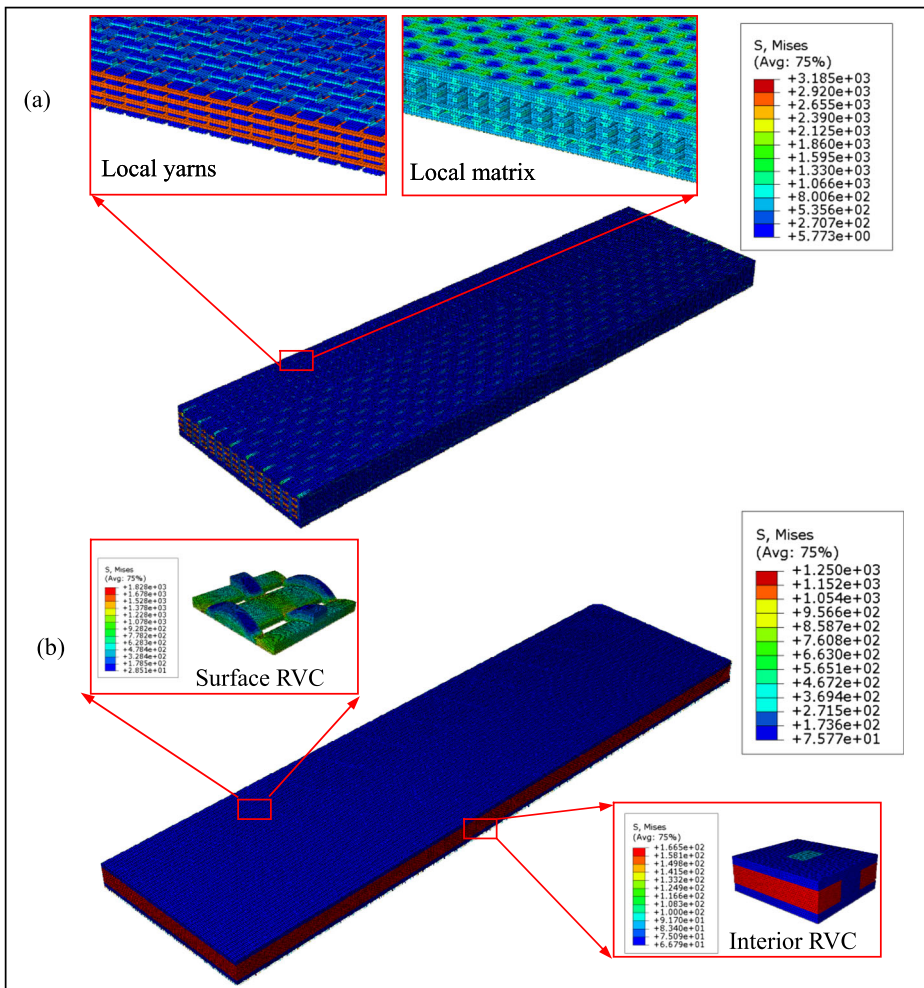 (a)
Local yarns
Local matrix
S, Mises
(Avg: 75%)
+3.185e+03
+2.920e+03
+2.655e+03
+2.390e+03
+2.125e+03
+1.860e+03
+1.595e+03
+1.330e+03
+1.066e+03
+8.006e+02
+5.356e+02
+2.707e+02
+5.773e+00
(b)
S, Mises
(Avg: 75%)
+1.828e+03
+1.678e+03
+1.528e+03
+1.378e+03
+1.228e+03
+1.078e+03
+9.282e+02
+7.782e+02
+6.283e+02
+4.784e+02
+3.284e+02
+1.785e+02
+2.851e+01
Surface RVC
S, Mises
(Avg: 75%)
+1.250e+03
+1.152e+03
+1.054e+03
+9.566e+02
+8.587e+02
+7.608e+02
+6.630e+02
+5.651e+02
+4.672e+02
+3.694e+02
+2.715e+02
+1.736e+02
+7.577e+01
S, Mises
(Avg: 75%)
+1.665e+02
+1.581e+02
+1.498e+02
+1.415e+02
+1.332e+02
+1.249e+02
+1.166e+02
+1.083e+02
+1.000e+02
+9.170e+01
+8.340e+01
+7.509e+01
+6.679e+01
Interior RVC